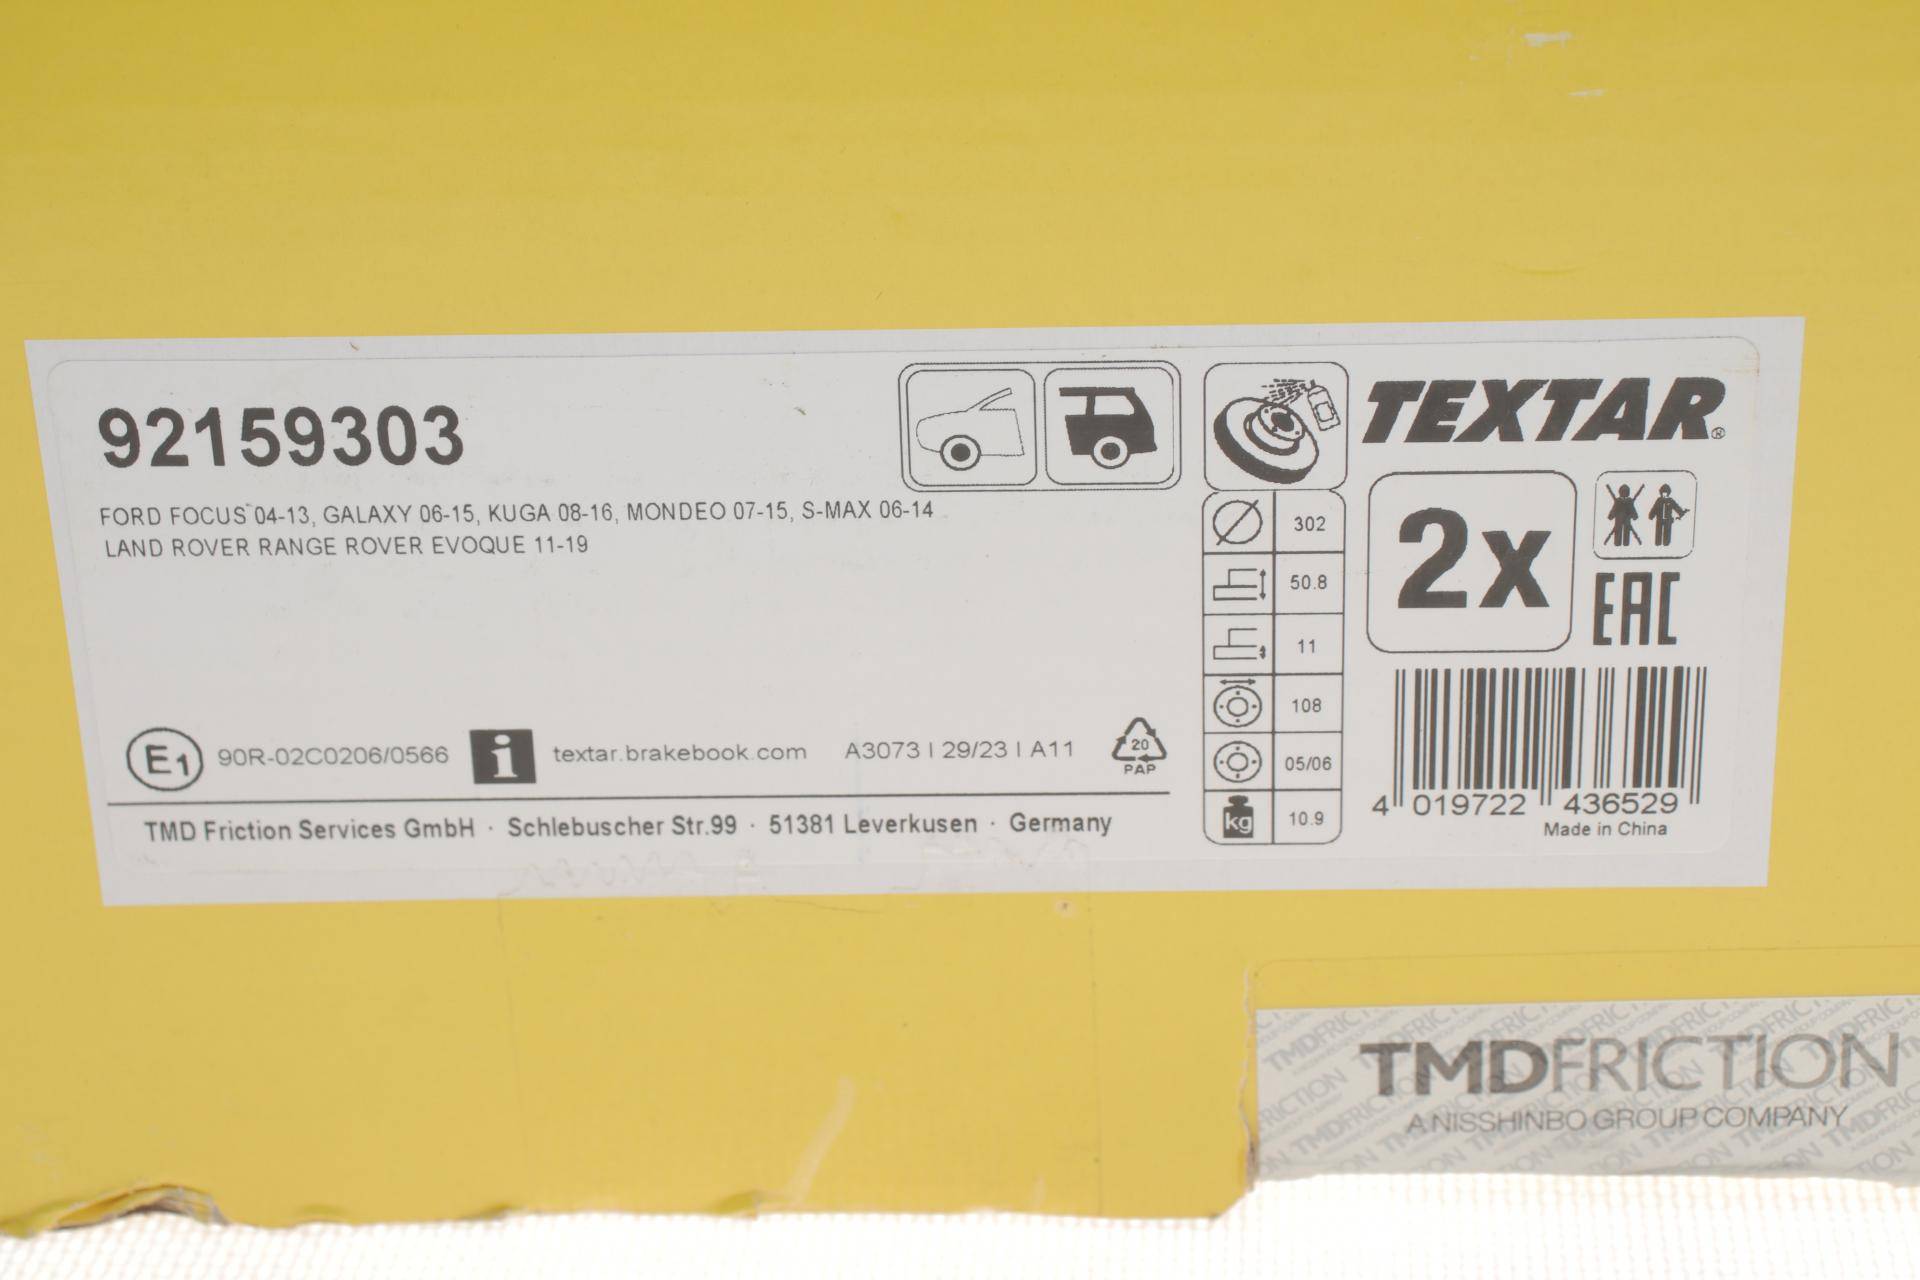 92159303
FORD FOCUS 04-13, GALAXY 06-15, KUGA 08-16, MONDEO 07-15, S-MAX 06-14
LAND ROVER RANGE ROVER EVOQUE 11-19
E1 90R-02C0206/0566 i textar.brakebook.com A3073 | 29/23 | A11
20
PAP
TMD Friction Services GmbH · Schlebuscher Str.99 · 51381 Leverkusen · Germany
302
50.8
11
108
05/06
kg 10.9
TEXTAR®
2x
EAC
4 019722 436529
Made in China
TMDFRICTION
A NISSHINBO GROUP COMPANY